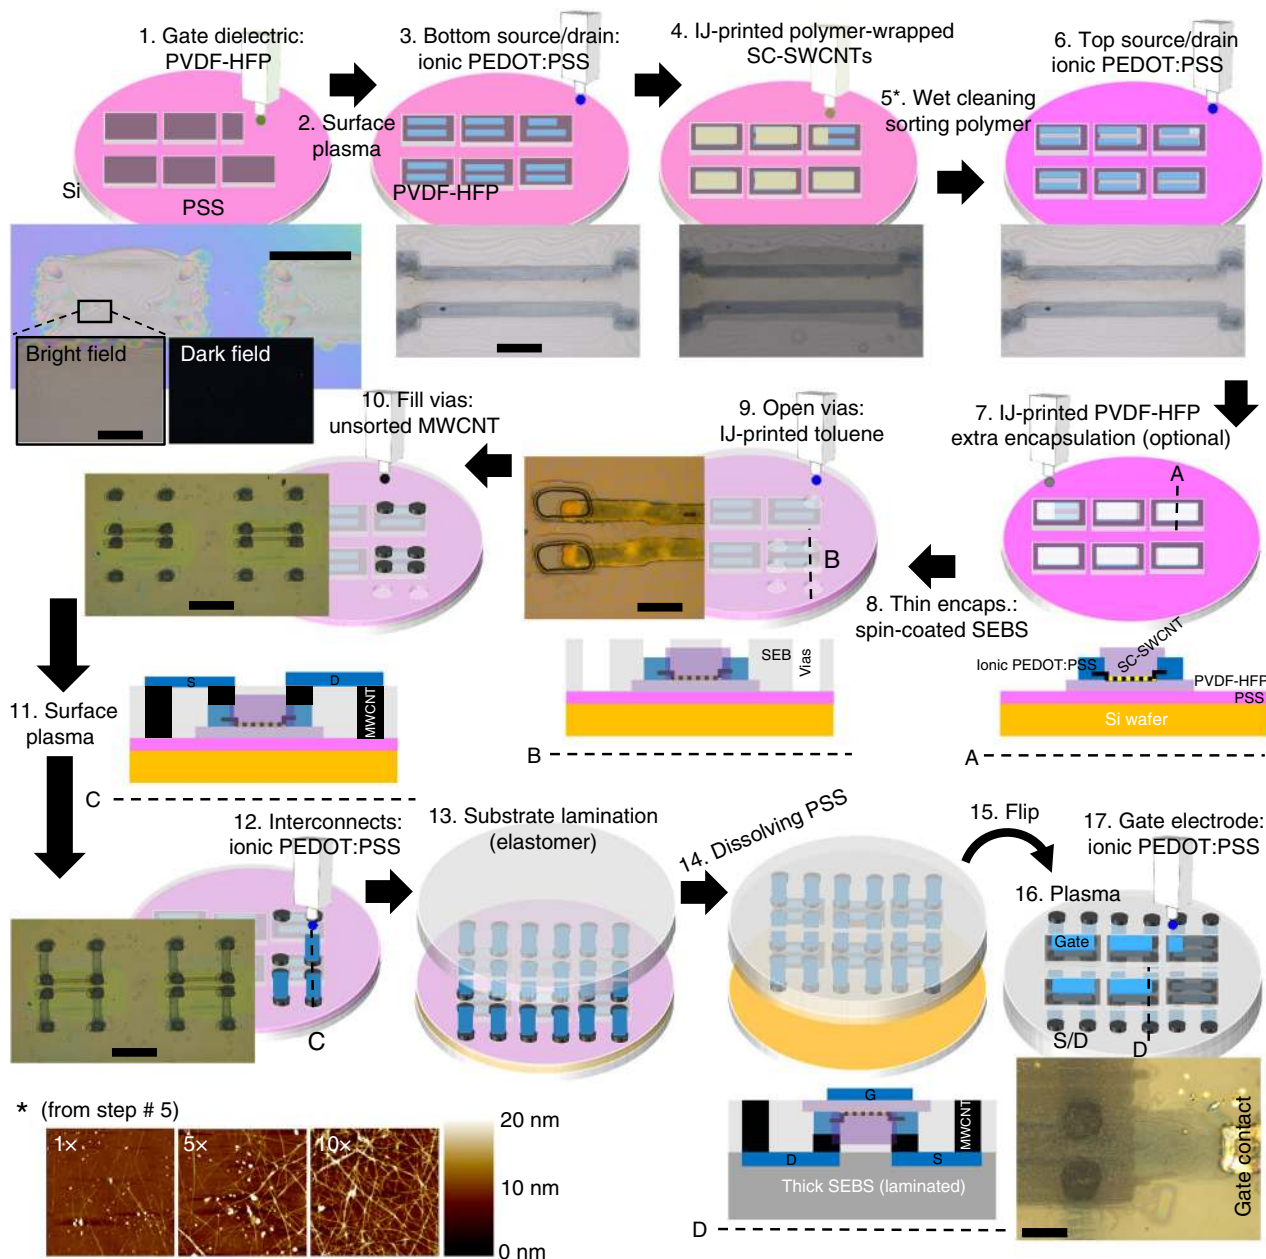 1. Gate dielectric:
PVDF-HFP
2. Surface
plasma
Si
PSS
3. Bottom source/drain:
ionic PEDOT:PSS
PVDF-HFP
4. IJ-printed polymer-wrapped
SC-SWCNTs
5*. Wet cleaning
sorting polymer
6. Top source/drain
ionic PEDOT:PSS
Bright field
Dark field
7. IJ-printed PVDF-HFP
extra encapsulation (optional)
A
8. Thin encaps.:
spin-coated SEBS
9. Open vias:
IJ-printed toluene
B
10. Fill vias:
unsorted MWCNT
Ionic PEDOT:PSS
SC-SWCNT
PVDF-HFP
PSS
Si wafer
A
SEB
Vias
B
S
D
MWCNT
C
11. Surface
plasma
12. Interconnects:
ionic PEDOT:PSS
C
13. Substrate lamination
(elastomer)
14. Dissolving PSS
15. Flip
16. Plasma
17. Gate electrode:
ionic PEDOT:PSS
Gate
S/D
D
G
MWCNT
D
S
Thick SEBS (laminated)
D
Gate contact
* (from step # 5)
1×
5×
10×
20 nm
10 nm
0 nm